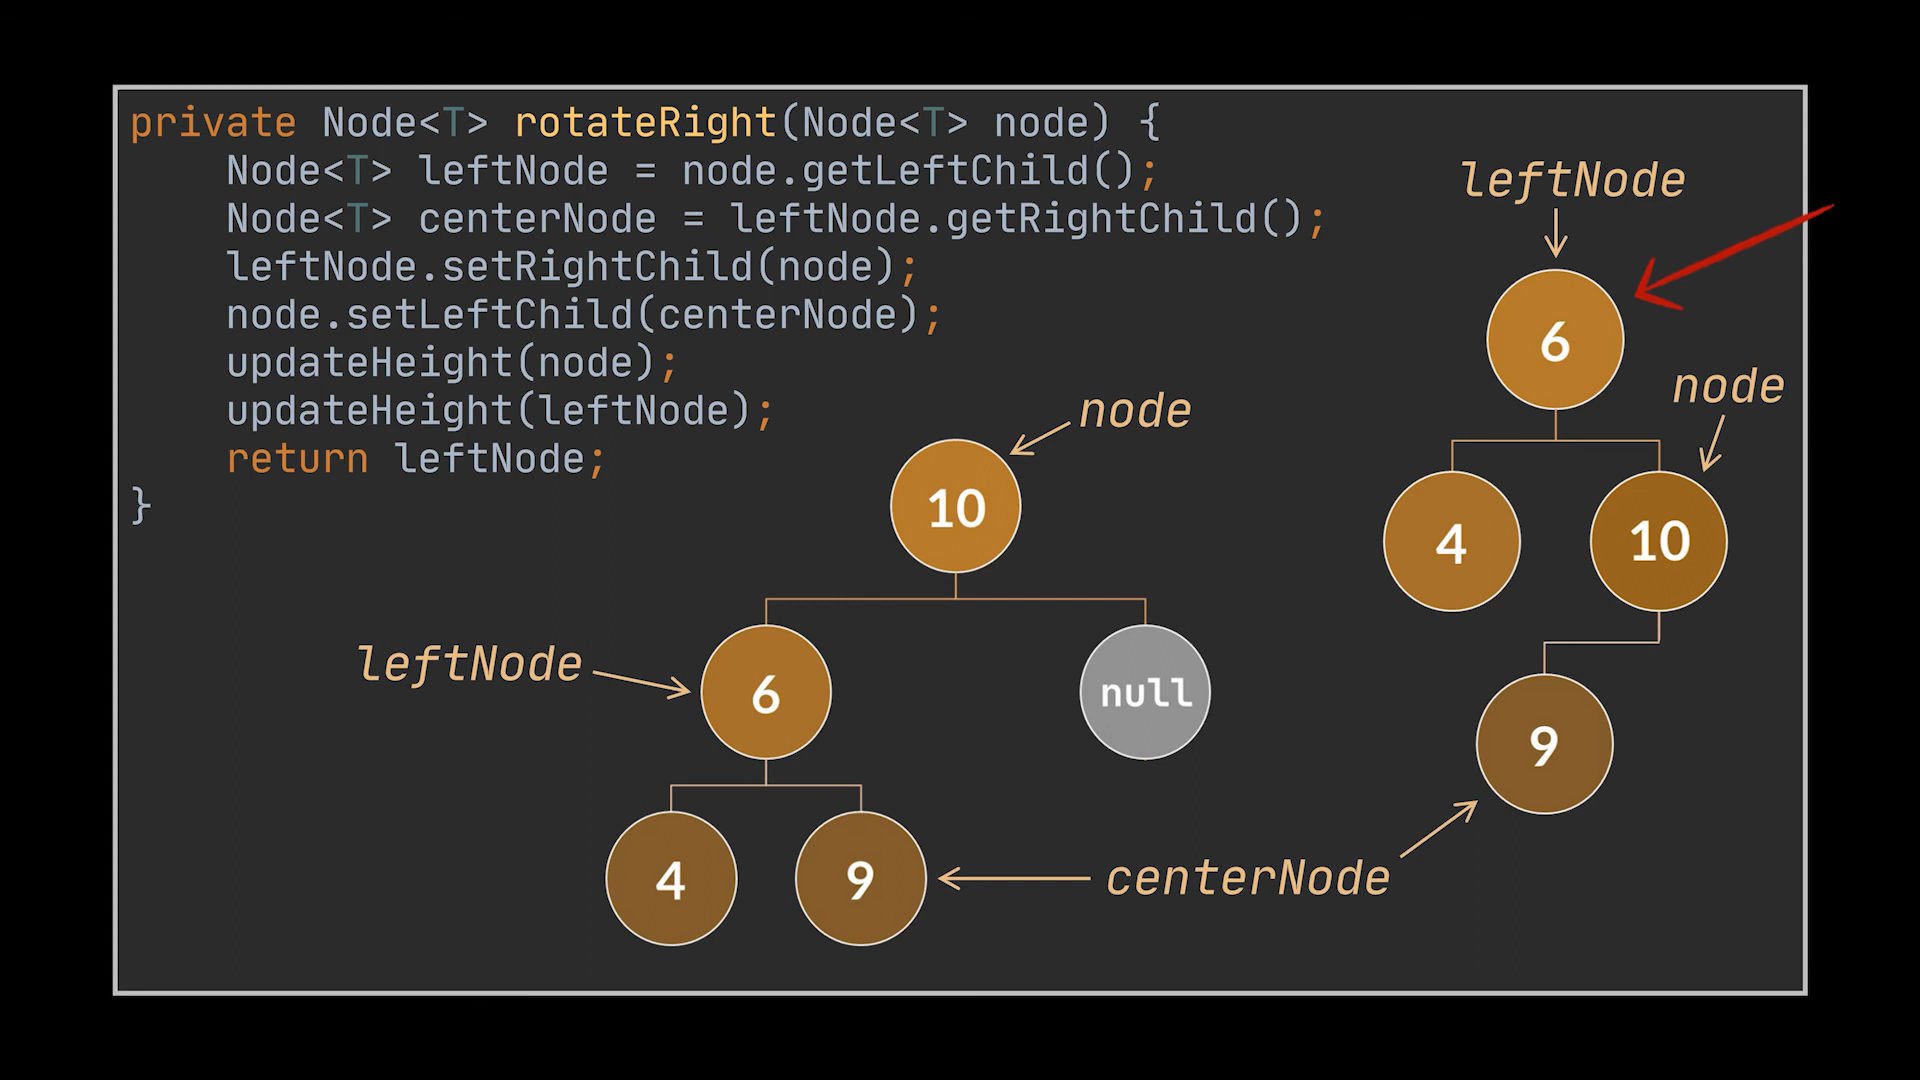 private Node<T> rotateRight(Node<T> node) {
    Node<T> leftNode = node.getLeftChild();
    Node<T> centerNode = leftNode.getRightChild();
    leftNode.setRightChild(node);
    node.setLeftChild(centerNode);
    updateHeight(node);
    updateHeight(leftNode);
    return leftNode;
}
node
10
leftNode
6
null
4
9
centerNode
leftNode
6
node
4
10
9